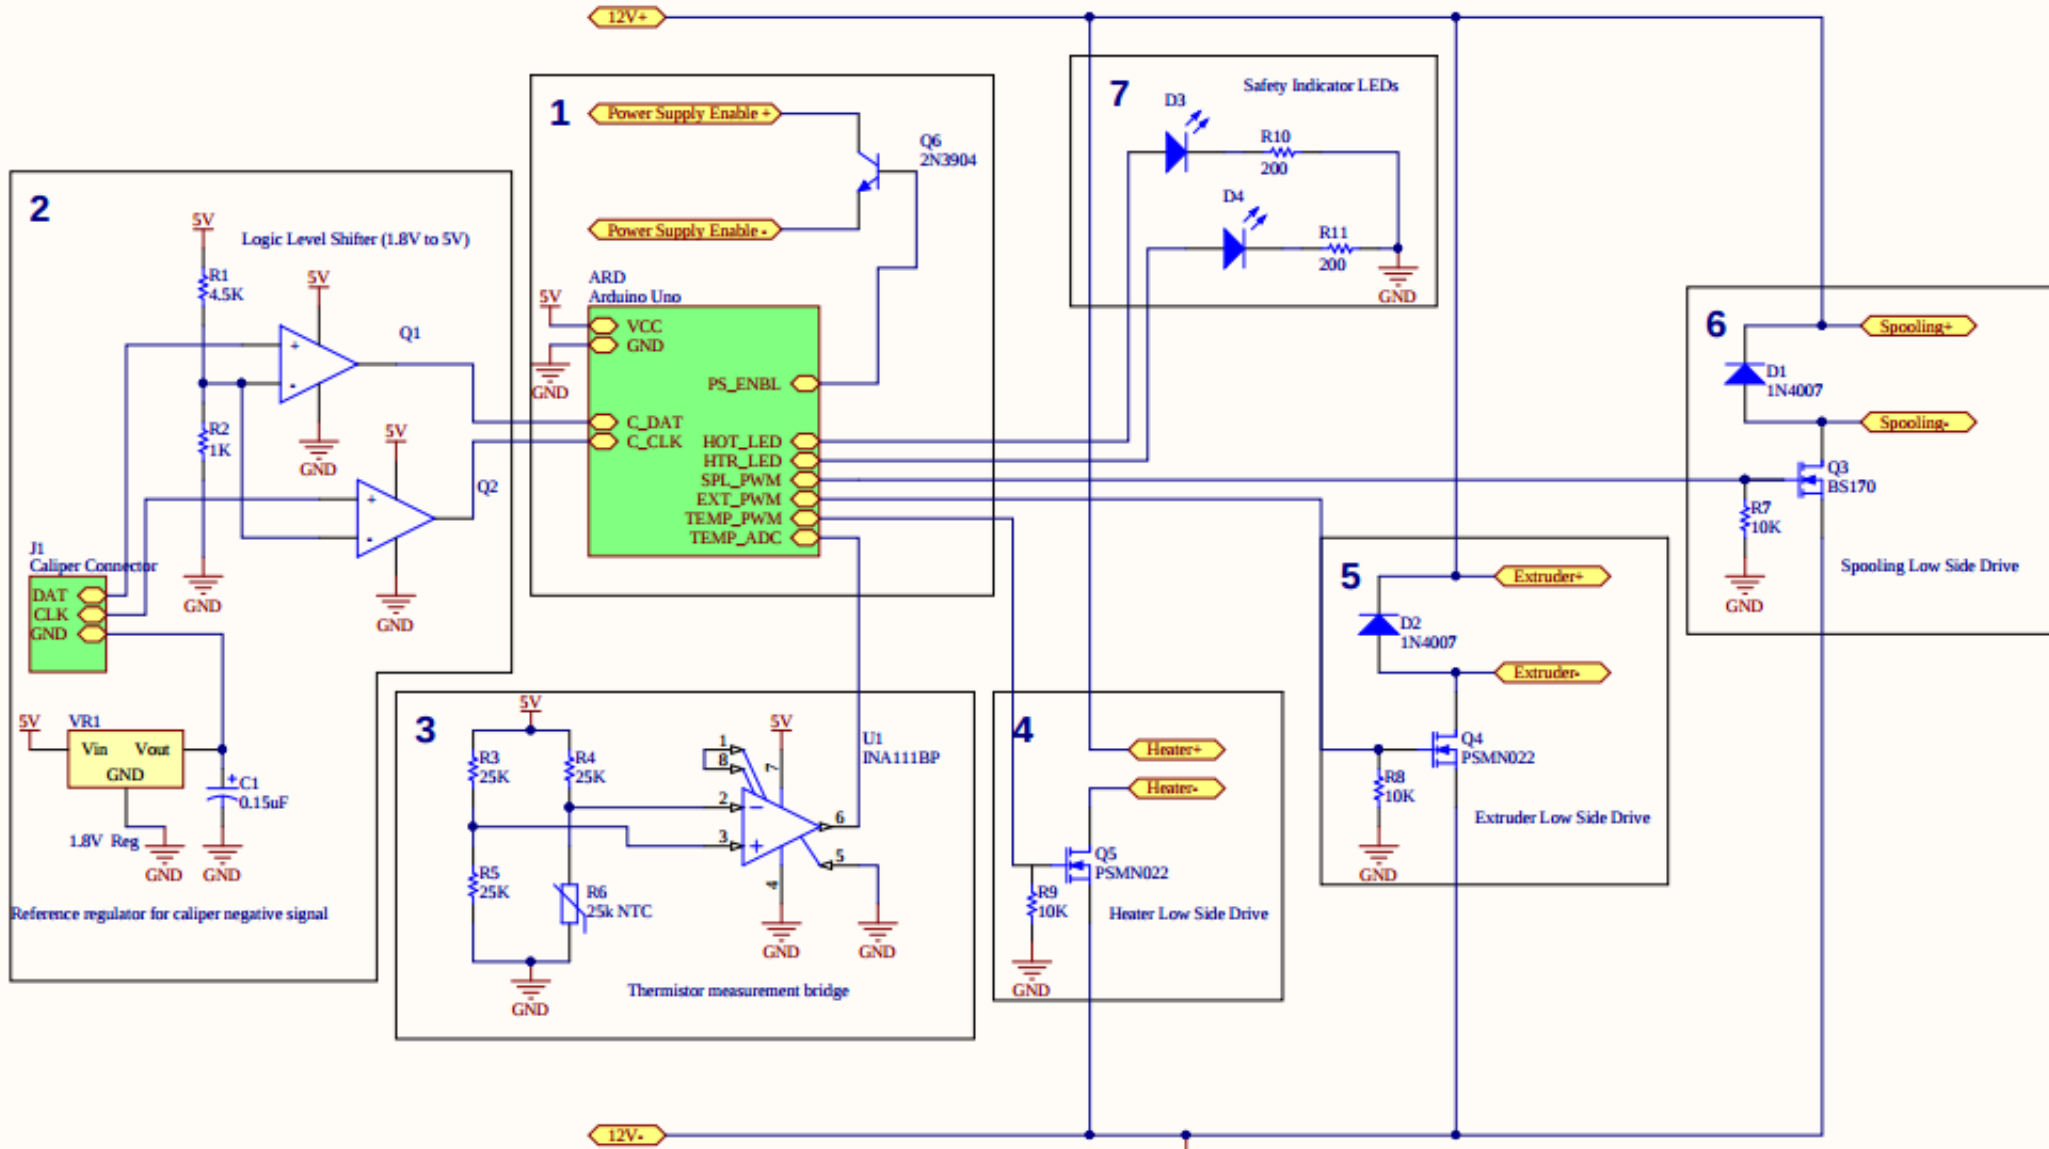 12V+
1
Power Supply Enable +
Q6
2N3904
Power Supply Enable -
ARD
Arduino Uno
5V
VCC
GND
GND
PS_ENBL
C_DAT
C_CLK
HOT_LED
HTR_LED
SPL_PWM
EXT_PWM
TEMP_PWM
TEMP_ADC
2
5V
Logic Level Shifter (1.8V to 5V)
R1
4.5K
5V
Q1
+
-
R2
1K
GND
5V
Q2
+
-
GND
GND
J1
Caliper Connector
DAT
CLK
GND
5V
VR1
Vin Vout
GND
+
C1
0.15uF
1.8V Reg
GND
GND
Reference regulator for caliper negative signal
3
5V
R3
25K
R4
25K
5V
U1
INA111BP
1
8
7
2
3
6
5
4
R5
25K
R6
25k NTC
GND
GND
GND
Thermistor measurement bridge
4
Heater+
Heater-
Q5
PSMN022
R9
10K
Heater Low Side Drive
GND
5
Extruder+
D2
1N4007
Extruder-
Q4
PSMN022
R8
10K
Extruder Low Side Drive
GND
6
Spooling+
D1
1N4007
Spooling-
Q3
BS170
R7
10K
Spooling Low Side Drive
GND
7
Safety Indicator LEDs
D3
R10
200
D4
R11
200
GND
12V-